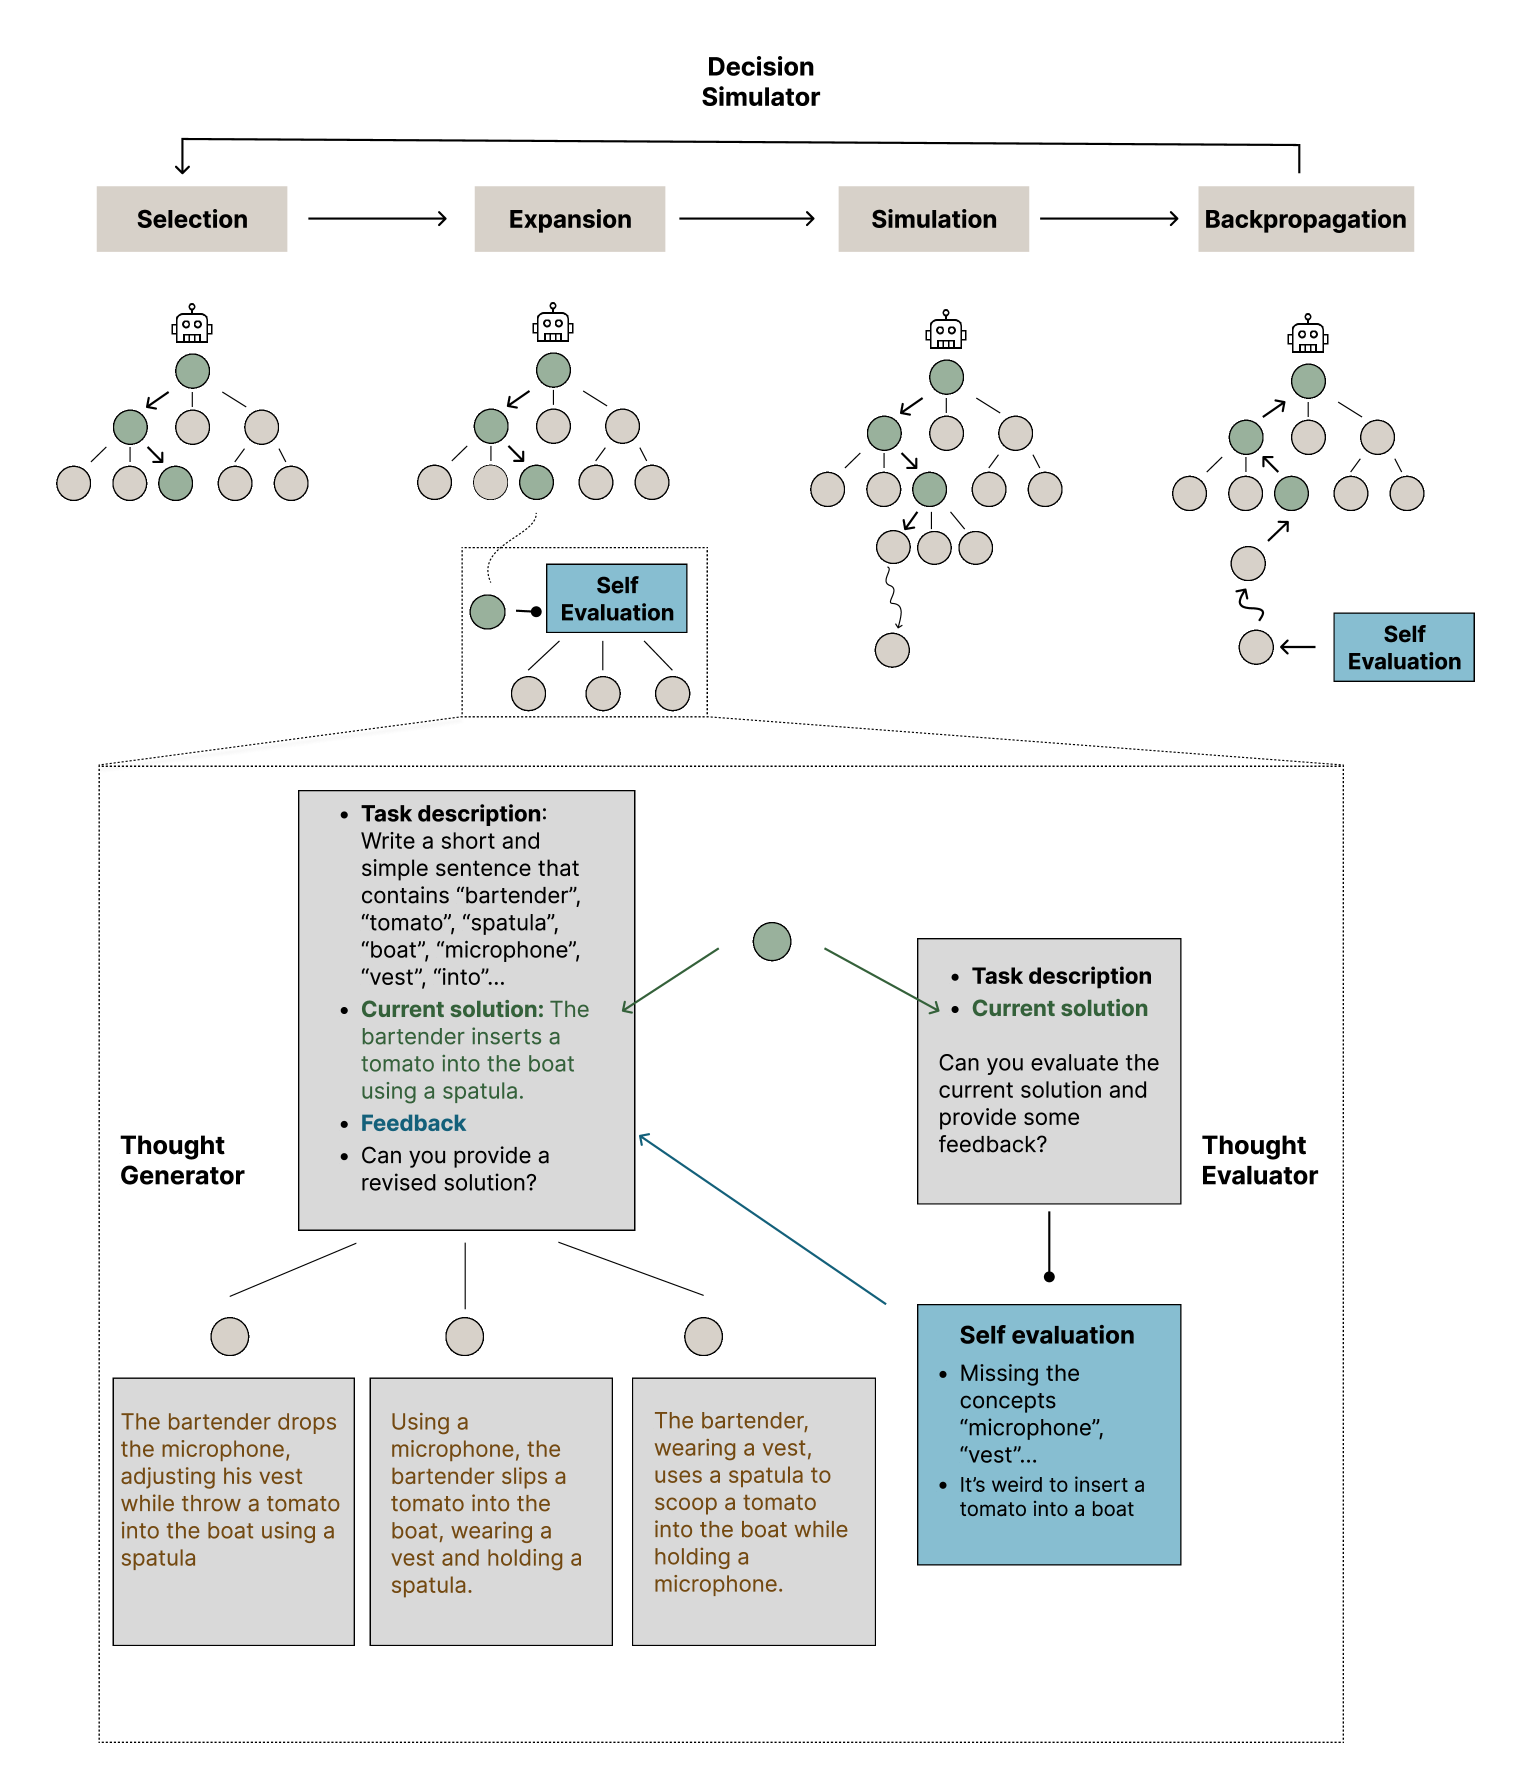 Decision
Simulator
Selection
Expansion
Simulation
Backpropagation
Self
Evaluation
Self
Evaluation
• Task description:
Write a short and
simple sentence that
contains “bartender”,
“tomato”, “spatula”,
“boat”, “microphone”,
“vest”, “into”...
• Current solution: The
bartender inserts a
tomato into the boat
using a spatula.
• Feedback
• Can you provide a
revised solution?
Thought
Generator
• Task description
• Current solution
Can you evaluate the
current solution and
provide some
feedback?
Thought
Evaluator
Self evaluation
• Missing the
concepts
“microphone”,
“vest”...
• It’s weird to insert a
tomato into a boat
The bartender drops
the microphone,
adjusting his vest
while throw a tomato
into the boat using a
spatula
Using a
microphone, the
bartender slips a
tomato into the
boat, wearing a
vest and holding a
spatula.
The bartender,
wearing a vest,
uses a spatula to
scoop a tomato
into the boat while
holding a
microphone.